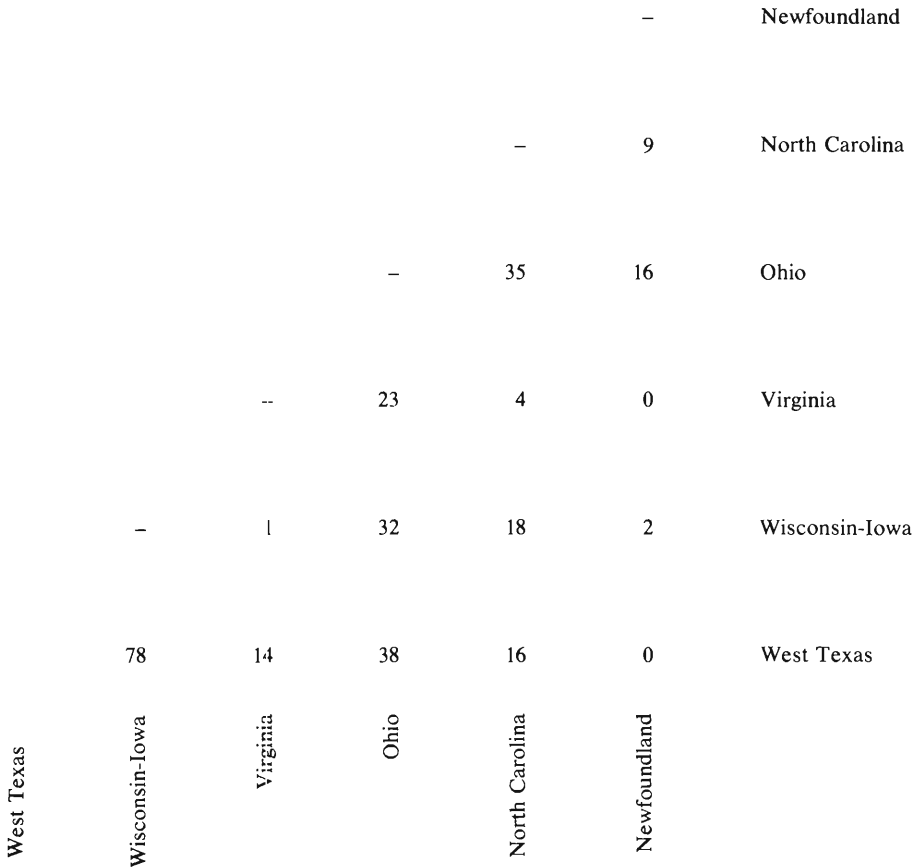 – Newfoundland
– 9 North Carolina
– 35 16 Ohio
-- 23 4 0 Virginia
– 1 32 18 2 Wisconsin-Iowa
78 14 38 16 0 West Texas
West Texas
Wisconsin-Iowa
Virginia
Ohio
North Carolina
Newfoundland